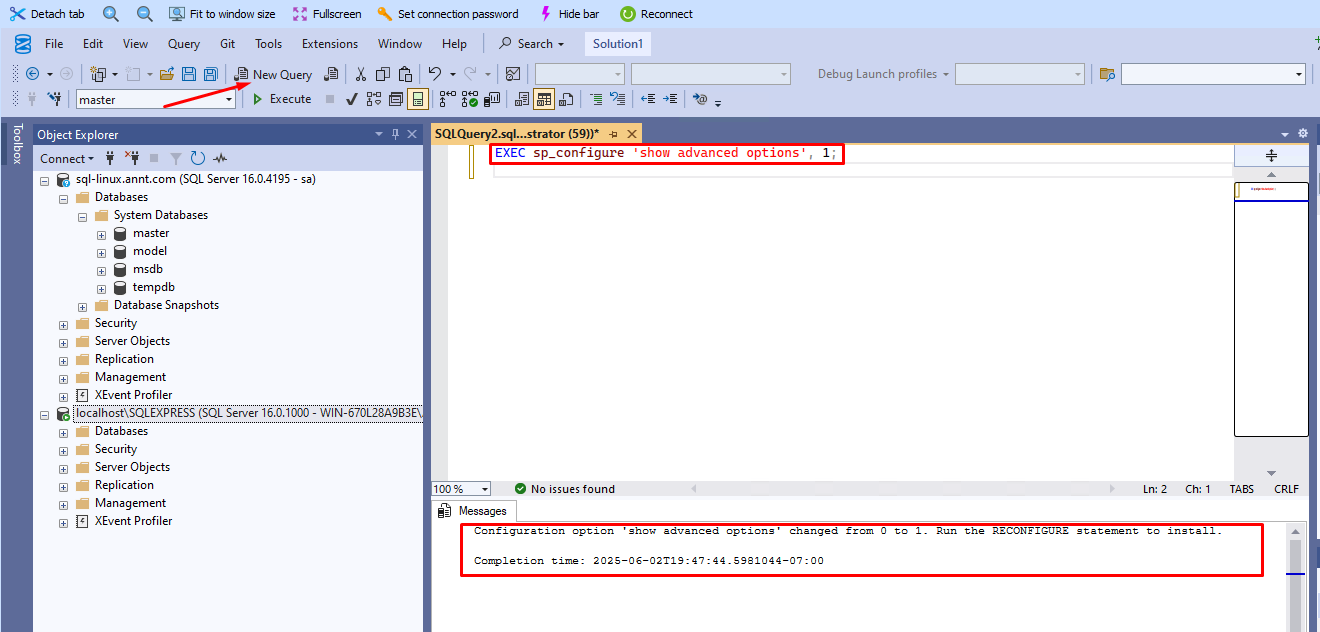 Detach tab Fit to window size Fullscreen Set connection password Hide bar Reconnect
File Edit View Query Git Tools Extensions Window Help Search Solution1
New Query Debug Launch profiles
master Execute
Toolbox
Object Explorer
Connect
sql-linux.annt.com (SQL Server 16.0.4195 - sa)
Databases
System Databases
master
model
msdb
tempdb
Database Snapshots
Security
Server Objects
Replication
Management
XEvent Profiler
localhost\SQLEXPRESS (SQL Server 16.0.1000 - WIN-670L28A9B3E\
Databases
Security
Server Objects
Replication
Management
XEvent Profiler
SQLQuery2.sql...strator (59))*
EXEC sp_configure 'show advanced options', 1;
100 % No issues found Ln: 2 Ch: 1 TABS CRLF
Messages
Configuration option 'show advanced options' changed from 0 to 1. Run the RECONFIGURE statement to install.
Completion time: 2025-06-02T19:47:44.5981044-07:00